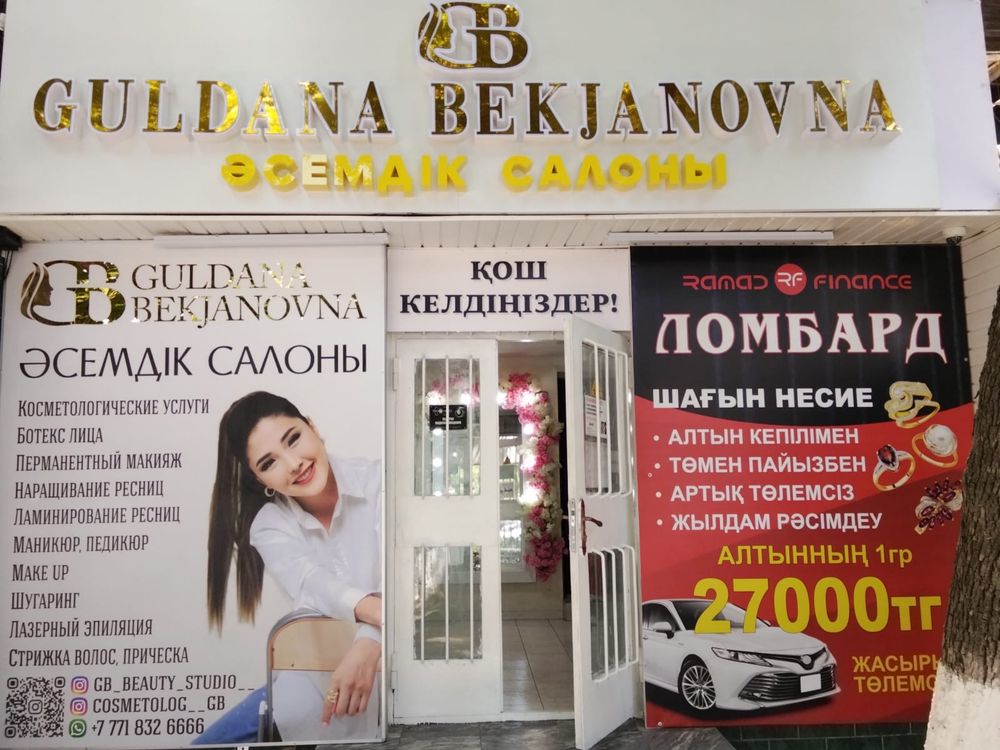 GB
GULDANA BEKJANOVNA
ӘСЕМДІК САЛОНЫ
GB GULDANA
BEKJANOVNA
ӘСЕМДІК САЛОНЫ
Косметологические услуги
Ботекс лица
Перманентный макияж
Наращивание ресниц
Ламинирование ресниц
Маникюр, педикюр
Make up
Шугаринг
Лазерный эпиляция
Стрижка волос, прическа
GB_BEAUTY_STUDIO__
COSMETOLOG__GB
+7 771 832 6666
ҚОШ
КЕЛДІҢІЗДЕР!
RAMAD RF FINANCE
ЛОМБАРД
ШАҒЫН НЕСИЕ
• АЛТЫН КЕПІЛІМЕН
• ТӨМЕН ПАЙЫЗБЕН
• АРТЫҚ ТӨЛЕМСІЗ
• ЖЫЛДАМ РӘСІМДЕУ
АЛТЫННЫҢ 1гр
27000тг
ЖАСЫРЫ
ТӨЛЕМС